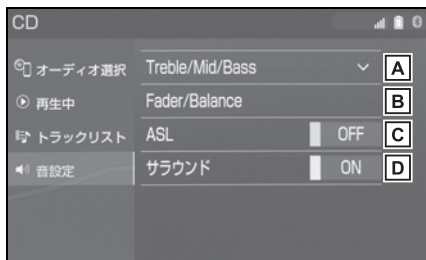 CD
オーディオ選択
Treble/Mid/Bass
A
再生中
Fader/Balance
B
トラックリスト
ASL
OFF
C
音設定
サラウンド
ON
D